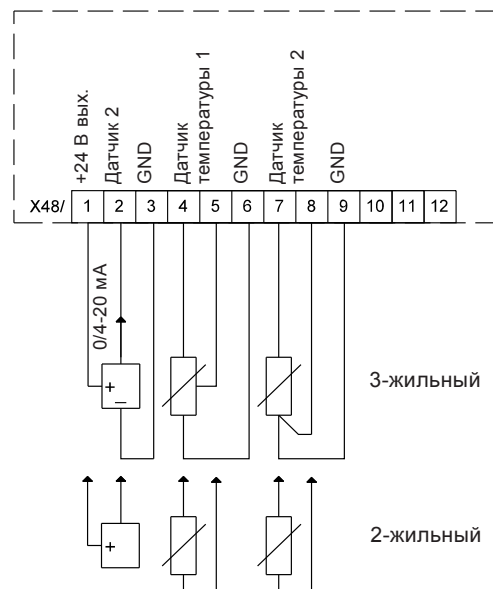 +24 В вых.
Датчик 2
GND
Датчик
температуры 1
GND
Датчик
температуры 2
GND
X48/ 1 2 3 4 5 6 7 8 9 10 11 12
0/4-20 мА
+
–
3-жильный
+
2-жильный